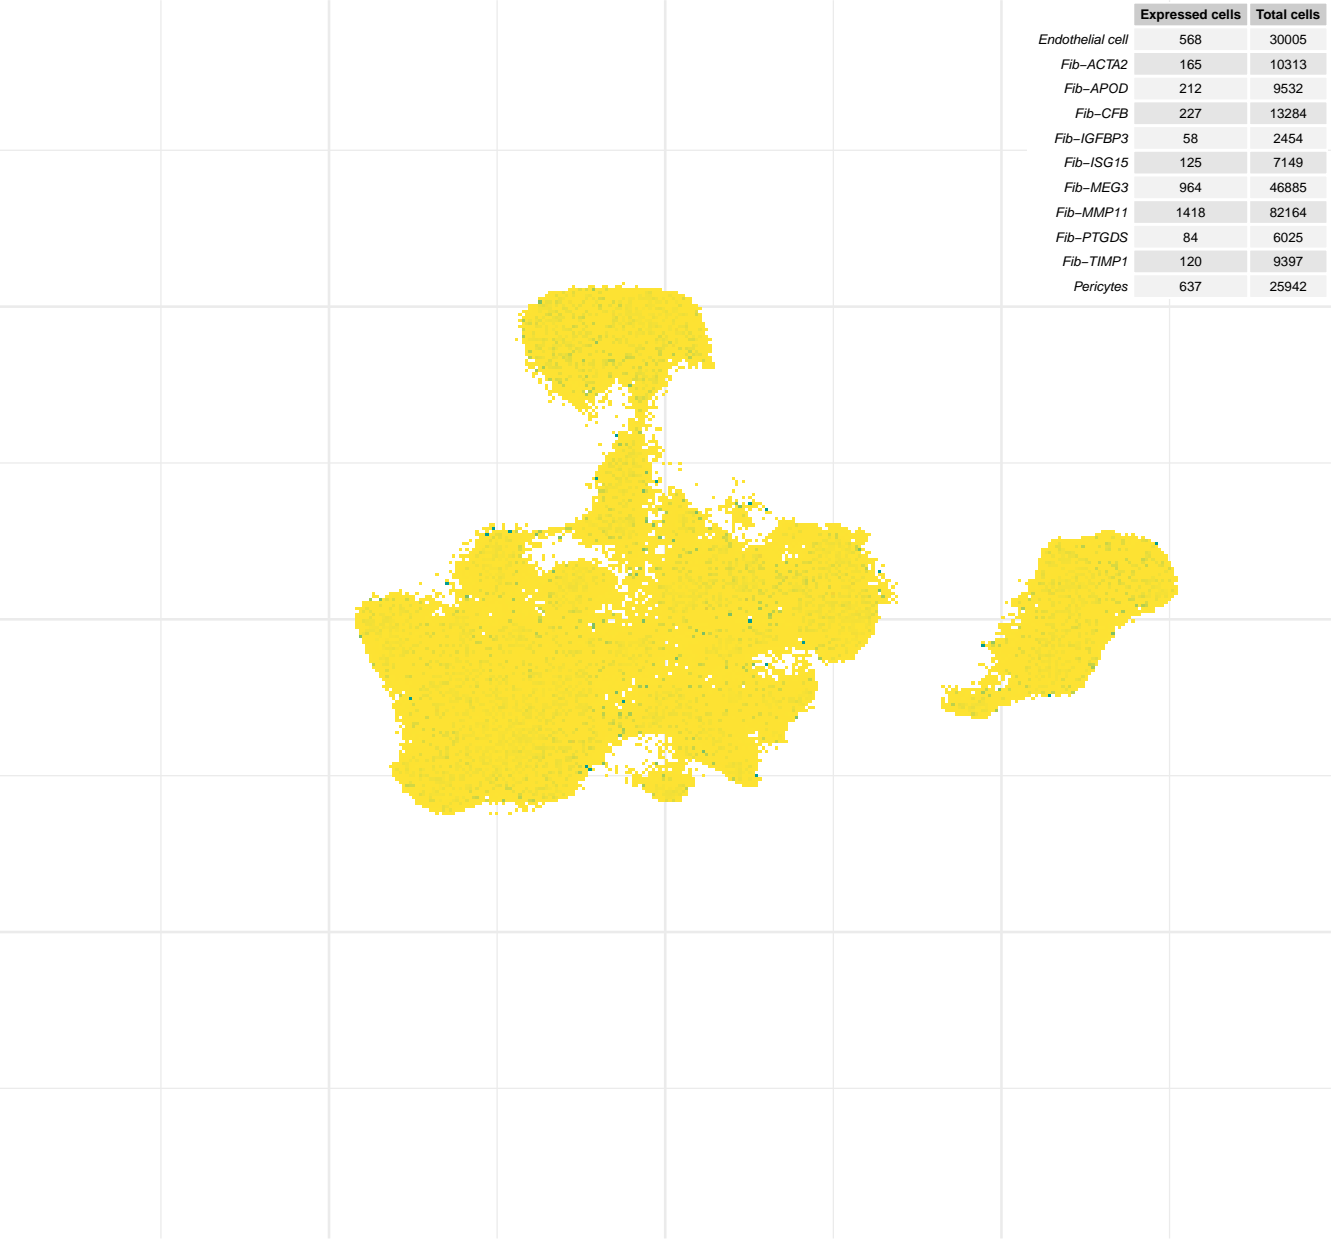 Expressed cells Total cells
Endothelial cell 568 30005
Fib−ACTA2 165 10313
Fib−APOD 212 9532
Fib−CFB 227 13284
Fib−IGFBP3 58 2454
Fib−ISG15 125 7149
Fib−MEG3 964 46885
Fib−MMP11 1418 82164
Fib−PTGDS 84 6025
Fib−TIMP1 120 9397
Pericytes 637 25942